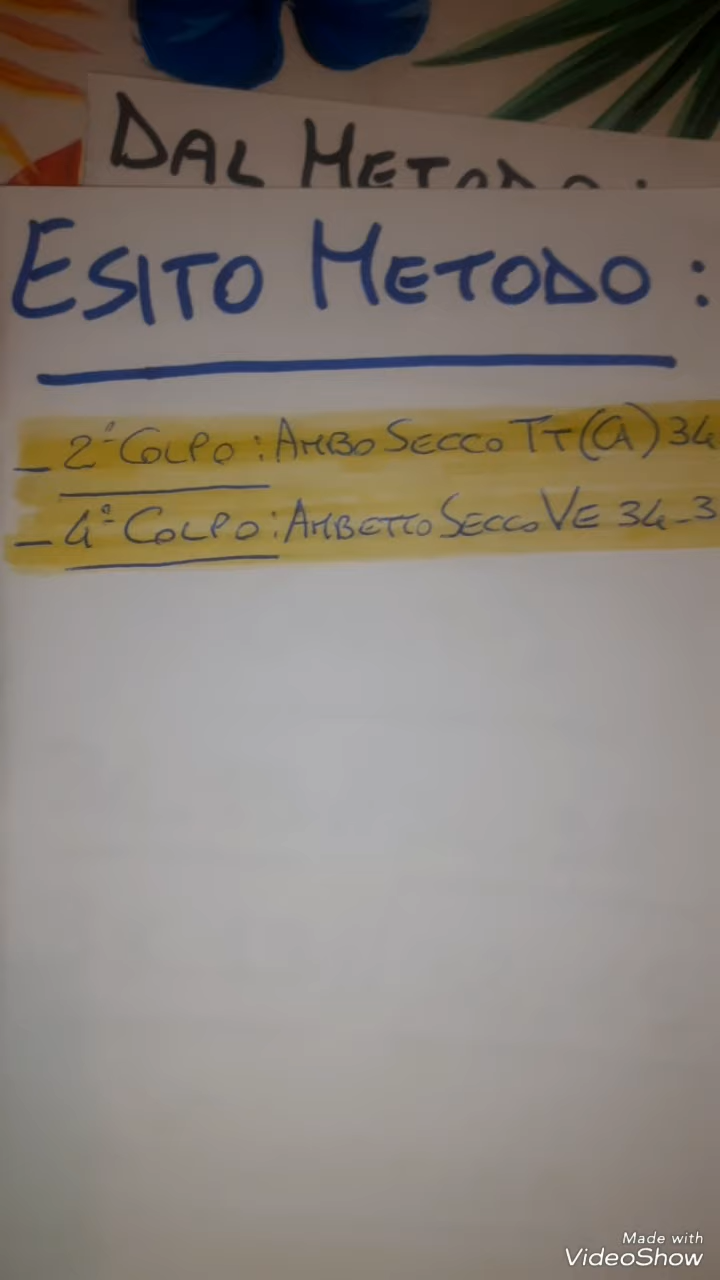 DAL METODO:
ESITO METODO:
– 2° COLPO: AMBO SECCO TT (CA) 34
– 4° COLPO: AMBETTO SECCO VE 34-3
Made with
VideoShow